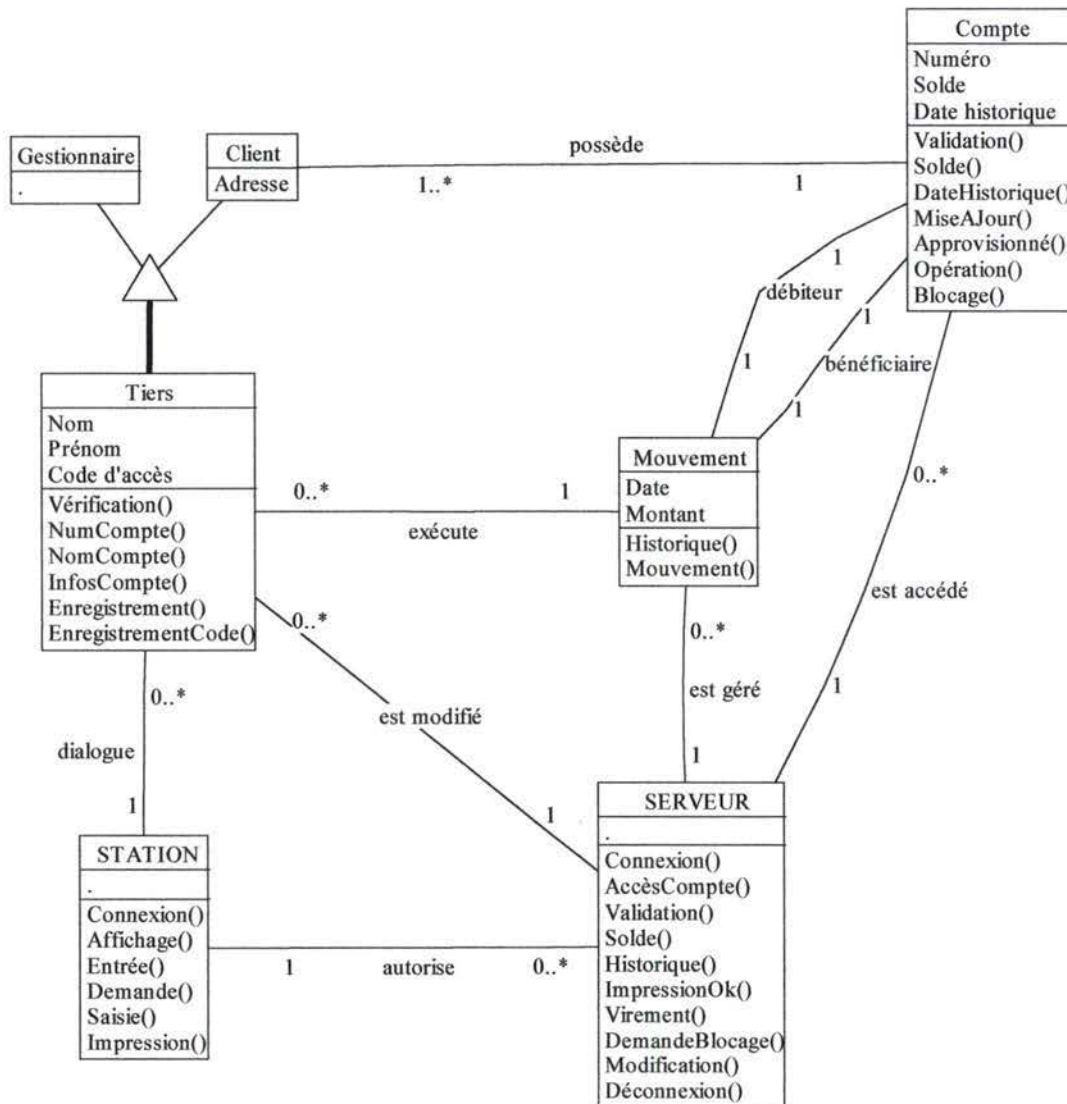 Compte
Numéro
Solde
Date historique
Validation()
Solde()
DateHistorique()
MiseAJour()
Approvisionné()
Opération()
Blocage()
Gestionnaire
.
Client
Adresse
possède
1..*
1
1
débiteur
1
1
bénéficiaire
1
Tiers
Nom
Prénom
Code d'accès
Vérification()
NumCompte()
NomCompte()
InfosCompte()
Enregistrement()
EnregistrementCode()
Mouvement
Date
Montant
Historique()
Mouvement()
0..*
1
exécute
0..*
est accédé
1
0..*
est modifié
1
0..*
est géré
1
0..*
dialogue
1
STATION
.
Connexion()
Affichage()
Entrée()
Demande()
Saisie()
Impression()
1
autorise
0..*
SERVEUR
.
Connexion()
AccèsCompte()
Validation()
Solde()
Historique()
ImpressionOk()
Virement()
DemandeBlocage()
Modification()
Déconnexion()